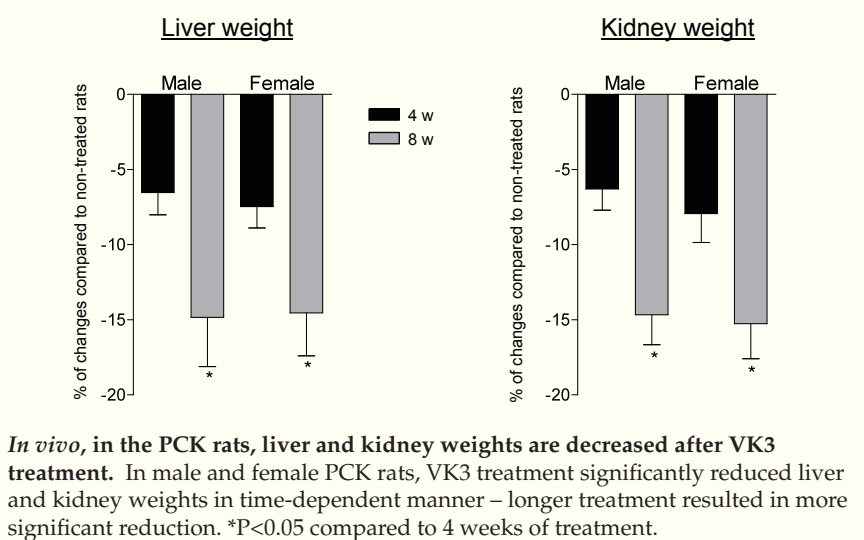 Liver weight
Male Female
% of changes compared to non-treated rats
0
-5
-10
-15
-20
*
*
4 w
8 w
Kidney weight
Male Female
% of changes compared to non-treated rats
0
-5
-10
-15
-20
*
*
In vivo, in the PCK rats, liver and kidney weights are decreased after VK3
treatment. In male and female PCK rats, VK3 treatment significantly reduced liver
and kidney weights in time-dependent manner – longer treatment resulted in more
significant reduction. *P<0.05 compared to 4 weeks of treatment.